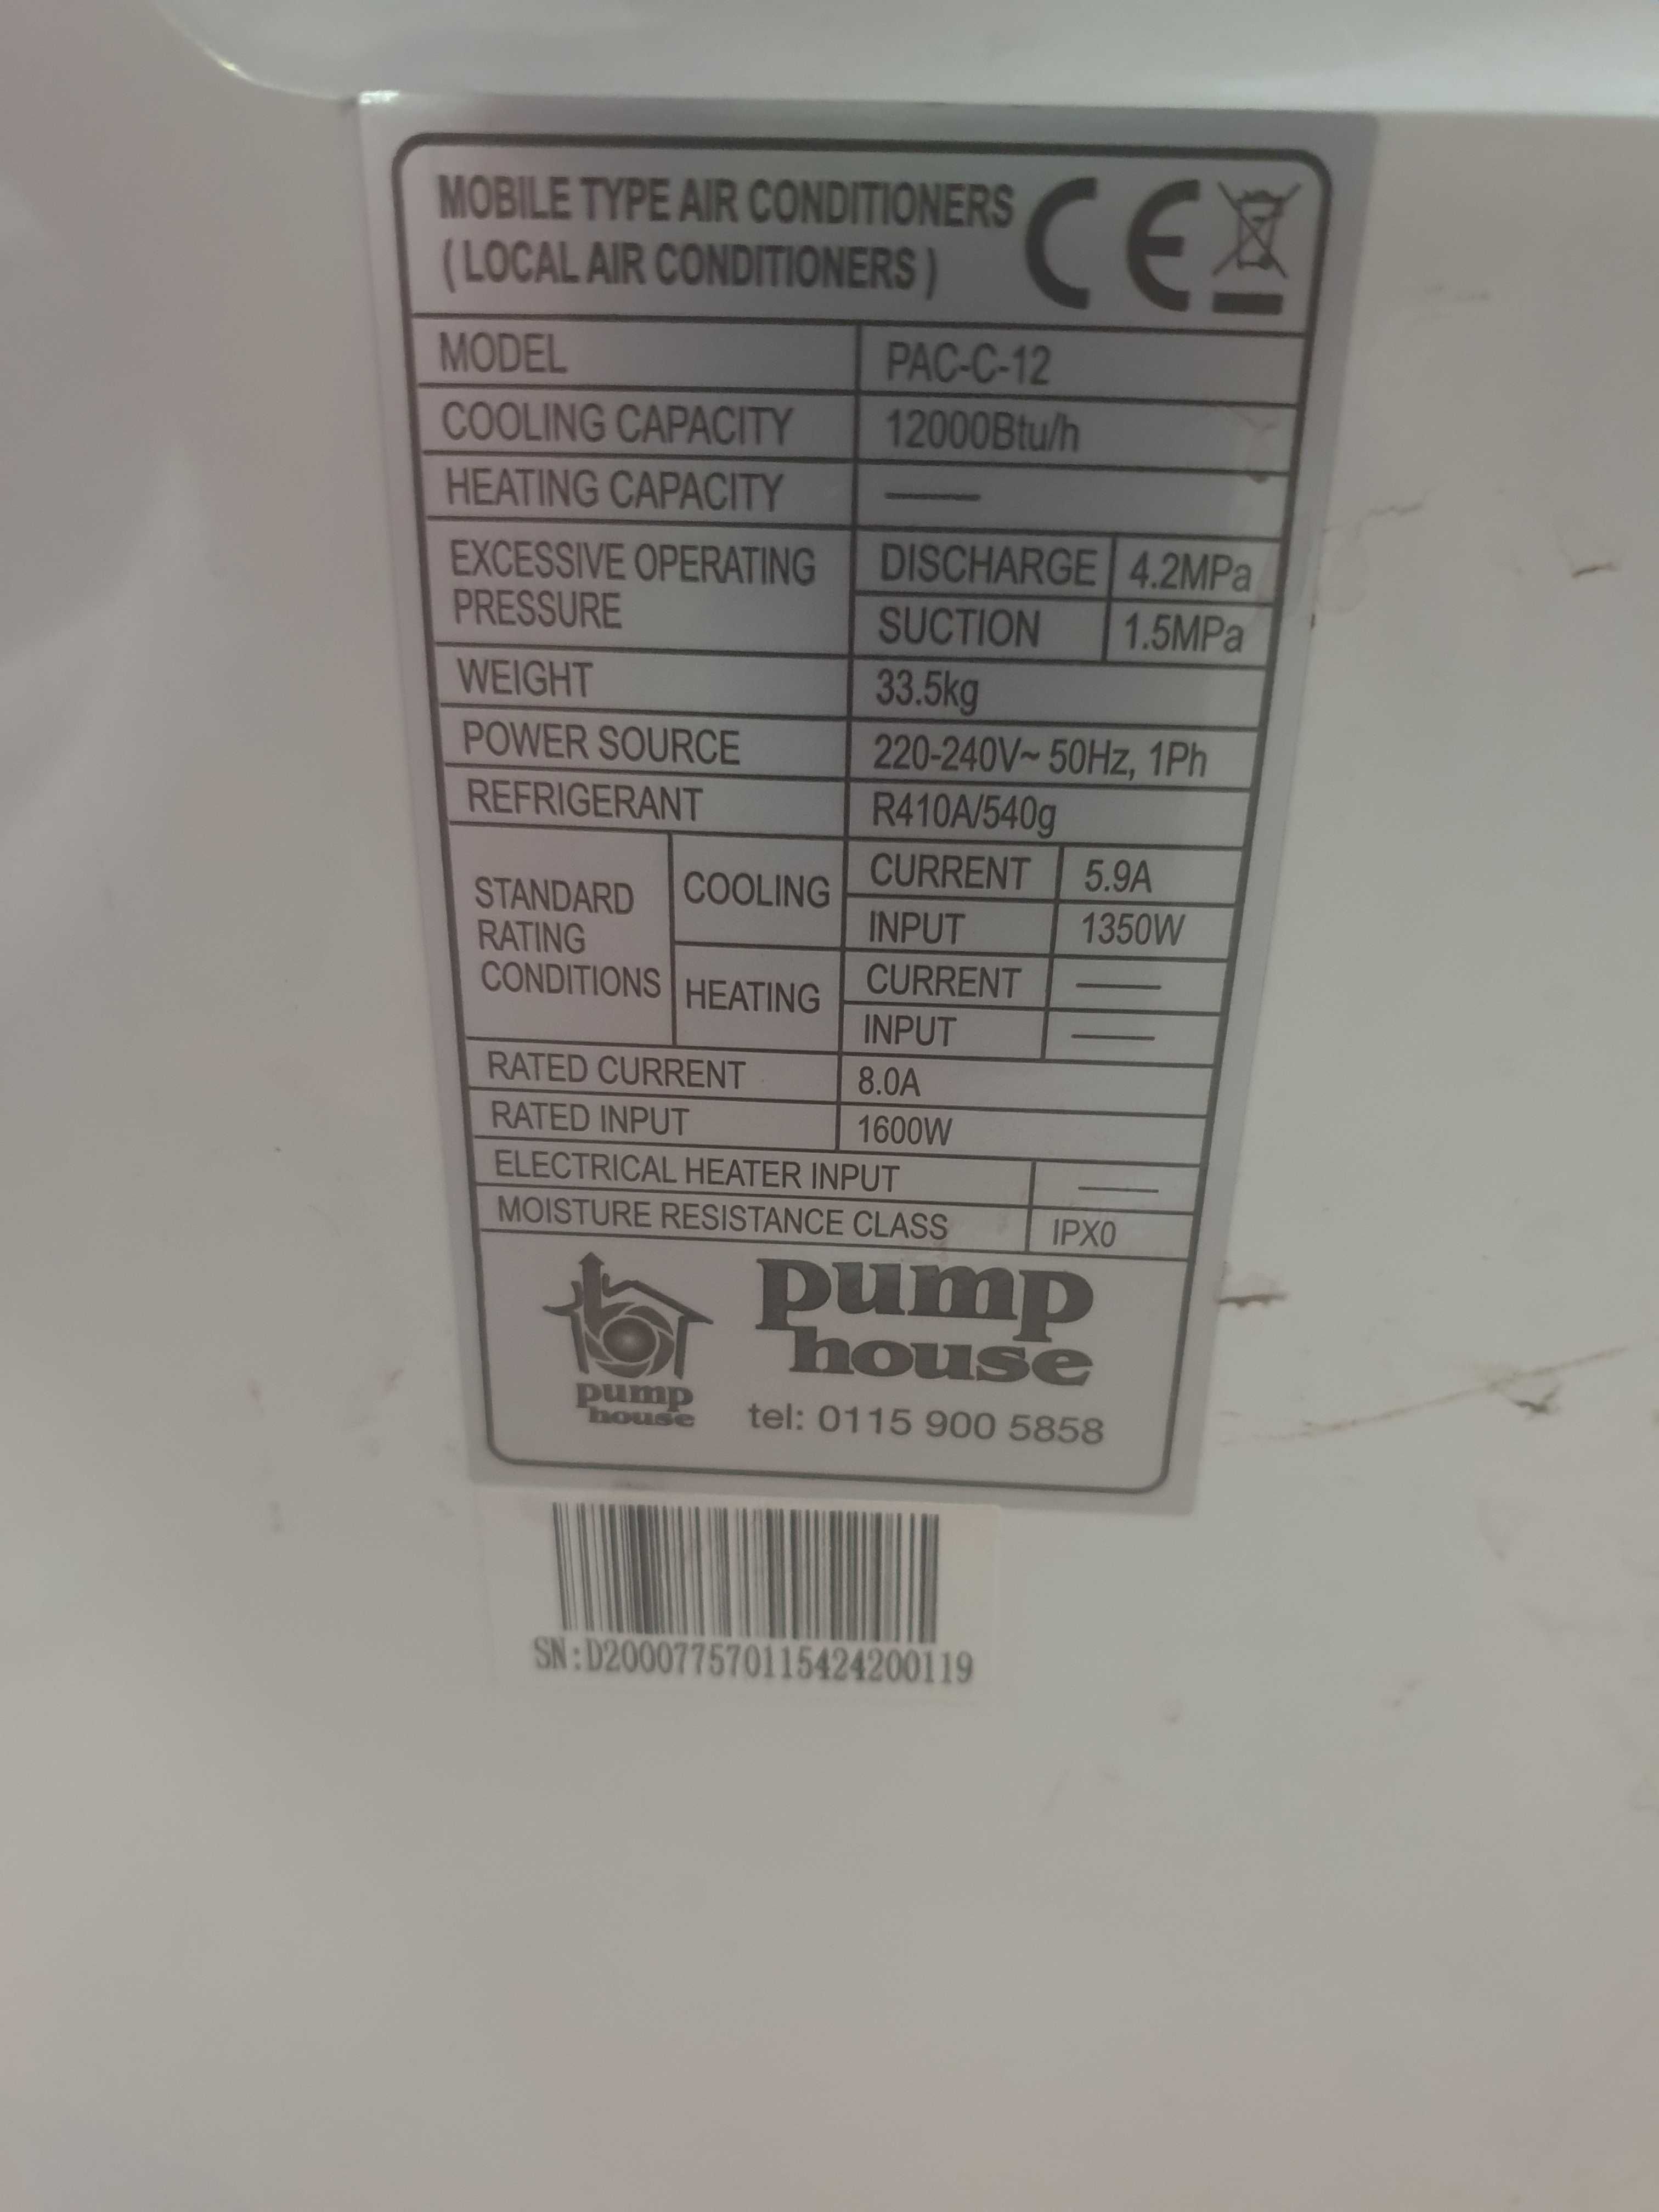 MOBILE TYPE AIR CONDITIONERS
(LOCAL AIR CONDITIONERS)
CE
MODEL PAC-C-12
COOLING CAPACITY 12000Btu/h
HEATING CAPACITY ——
EXCESSIVE OPERATING PRESSURE DISCHARGE 4.2MPa
SUCTION 1.5MPa
WEIGHT 33.5kg
POWER SOURCE 220-240V~ 50Hz, 1Ph
REFRIGERANT R410A/540g
STANDARD RATING CONDITIONS COOLING CURRENT 5.9A
INPUT 1350W
HEATING CURRENT ——
INPUT ——
RATED CURRENT 8.0A
RATED INPUT 1600W
ELECTRICAL HEATER INPUT ——
MOISTURE RESISTANCE CLASS IPX0
pump
house
pump
house
tel: 0115 900 5858
SN:D200077570115424200119